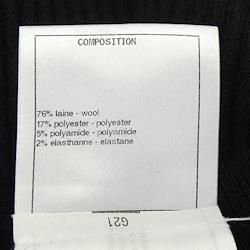 COMPOSITION
76% laine - wool
17% polyester - polyester
5% polyamide - polyamide
2% elasthanne - elastane
G21